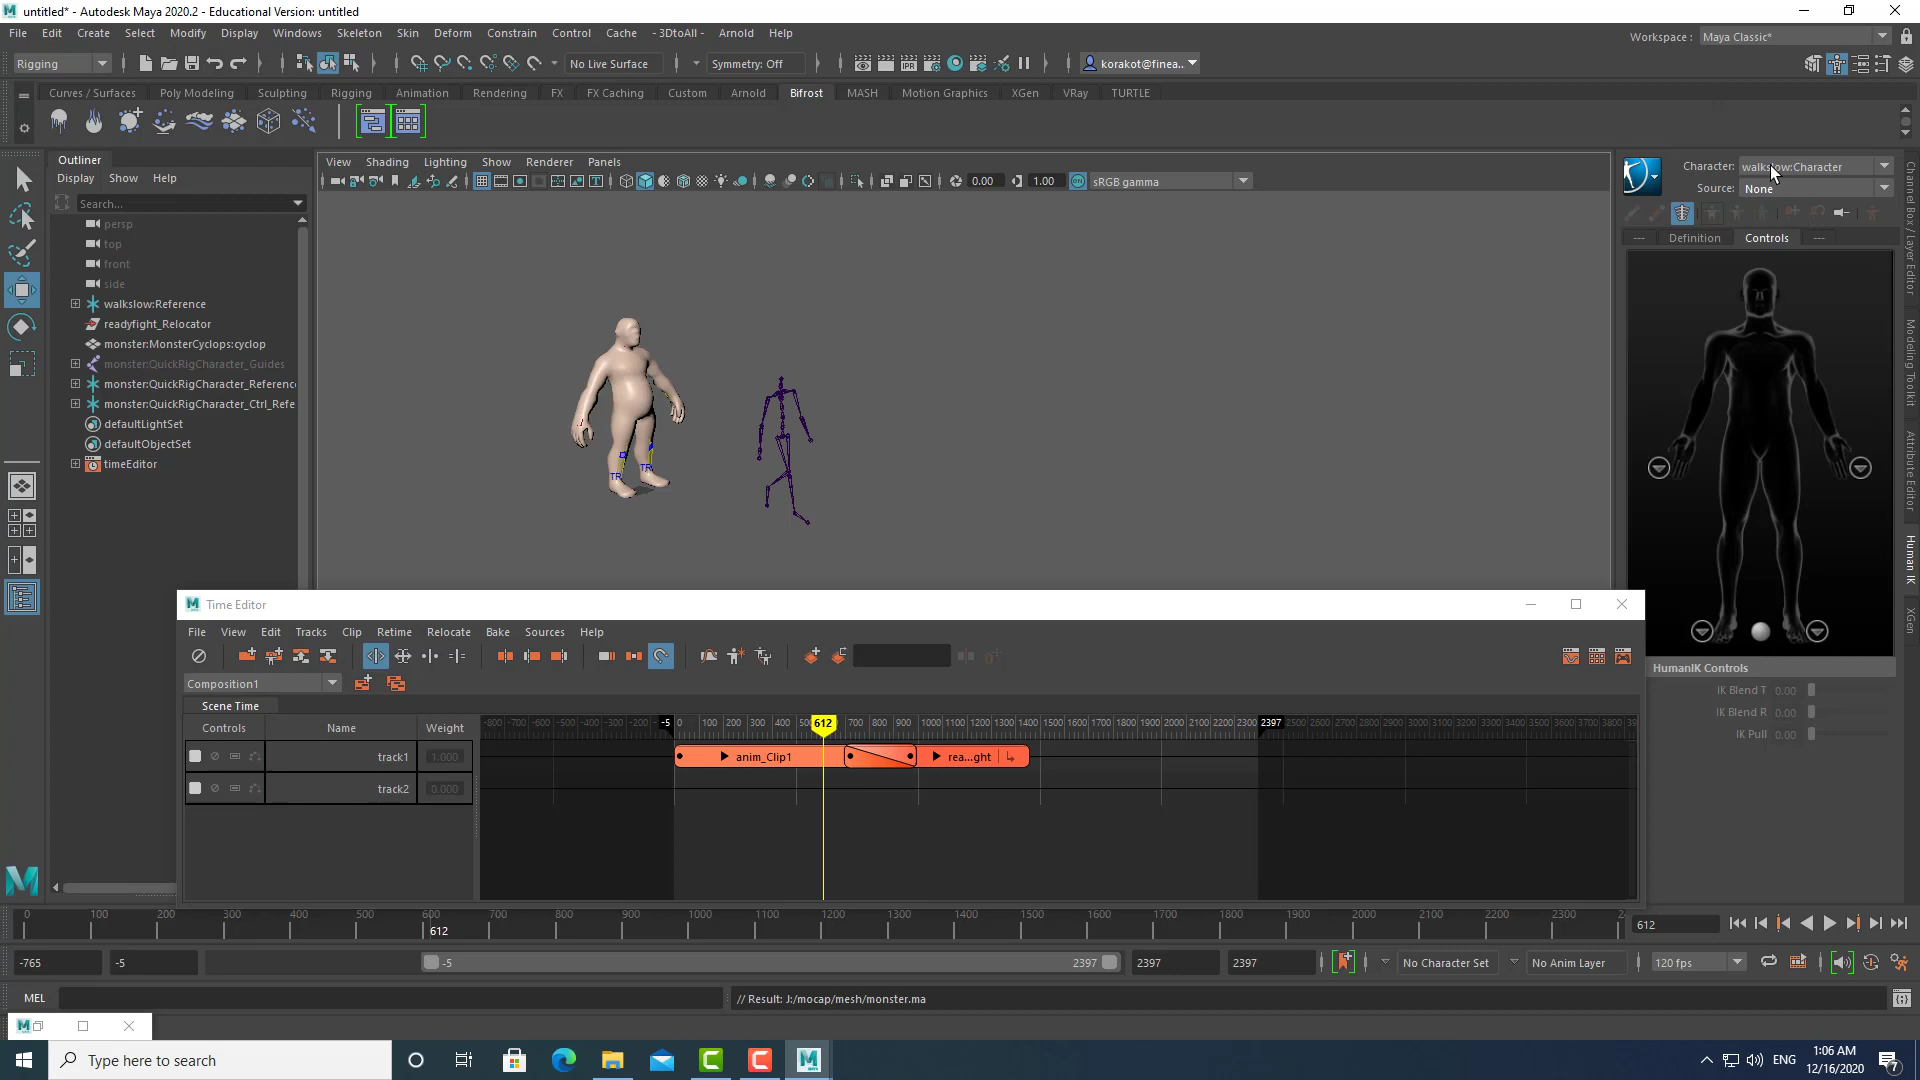 untitled* - Autodesk Maya 2020.2 - Educational Version: untitled
File Edit Create Select Modify Display Windows Skeleton Skin Deform Constrain Control Cache - 3DtoAll - Arnold Help
Workspace : Maya Classic*
Rigging No Live Surface Symmetry: Off korakot@finea..
Curves / Surfaces Poly Modeling Sculpting Rigging Animation Rendering FX FX Caching Custom Arnold Bifrost MASH Motion Graphics XGen VRay TURTLE
Outliner
Display Show Help
Search...
persp
top
front
side
walkslow:Reference
readyfight_Relocator
monster:MonsterCyclops:cyclop
monster:QuickRigCharacter_Guides
monster:QuickRigCharacter_Reference
monster:QuickRigCharacter_Ctrl_Refe
defaultLightSet
defaultObjectSet
timeEditor
View Shading Lighting Show Renderer Panels
0.00 1.00 sRGB gamma
TR TR
Character: walkslow:Character
Source: None
--- Definition Controls ---
HumanIK Controls
IK Blend T 0.00
IK Blend R 0.00
IK Pull
Channel Box / Layer Editor
Modeling Toolkit
Attribute Editor
Human IK
XGen
Time Editor
File View Edit Tracks Clip Retime Relocate Bake Sources Help
Composition1
Scene Time
Controls Name Weight
-800 -700 -600 -500 -400 -300 -200 -5 0 100 200 300 400 612 700 800 900 1000 1100 1200 1300 1400 1500 1600 1700 1800 1900 2000 2100 2200 2300 2397 2500 2600 2700 2800 2900 3000 3100 3200 3300 3400 3500 3600 3700 3800
track1 1.000 anim_Clip1 rea...ght
track2 0.000
0 100 200 300 400 500 600 700 800 900 1000 1100 1200 1300 1400 1500 1600 1700 1800 1900 2000 2100 2200 2300
612
612
-765 -5 -5 2397 2397 2397 No Character Set No Anim Layer 120 fps
MEL // Result: J:/mocap/mesh/monster.ma
Type here to search
ENG
1:06 AM
12/16/2020
7